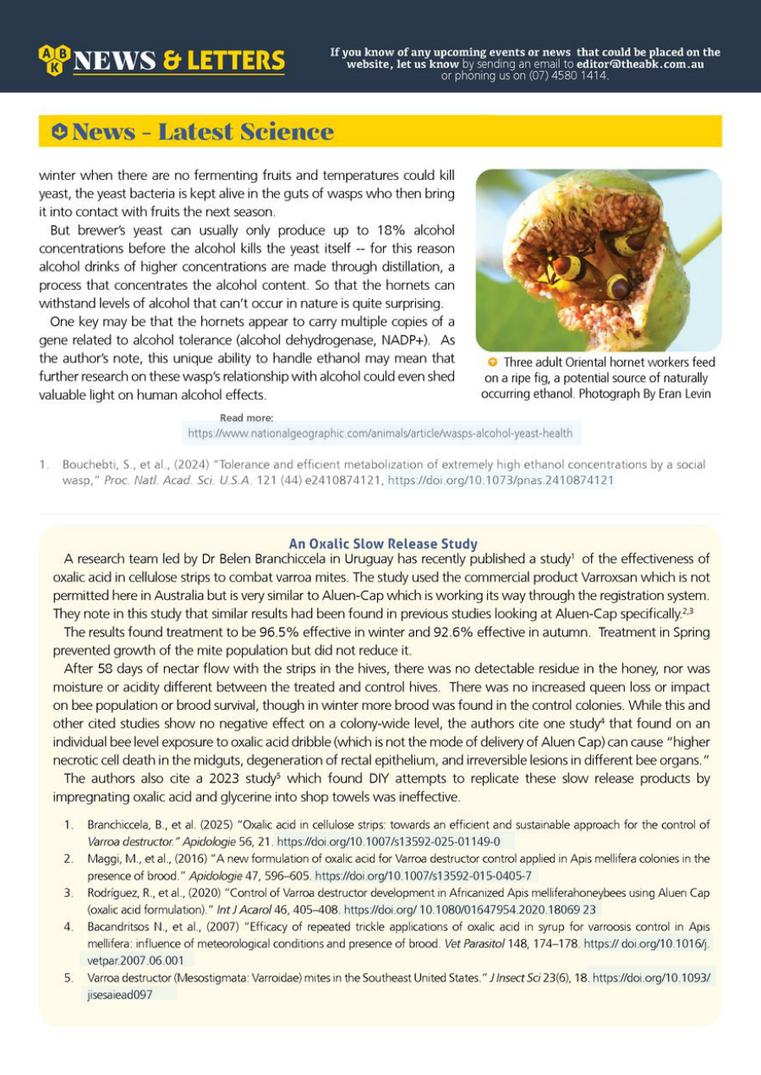 A B K NEWS & LETTERS
If you know of any upcoming events or news that could be placed on the
website, let us know by sending an email to editor@theabk.com.au
or phoning us on (07) 4580 1414.
News - Latest Science
winter when there are no fermenting fruits and temperatures could kill
yeast, the yeast bacteria is kept alive in the guts of wasps who then bring
it into contact with fruits the next season.
But brewer's yeast can usually only produce up to 18% alcohol
concentrations before the alcohol kills the yeast itself -- for this reason
alcohol drinks of higher concentrations are made through distillation, a
process that concentrates the alcohol content. So that the hornets can
withstand levels of alcohol that can't occur in nature is quite surprising.
One key may be that the hornets appear to carry multiple copies of a
gene related to alcohol tolerance (alcohol dehydrogenase, NADP+). As
the author's note, this unique ability to handle ethanol may mean that
further research on these wasp's relationship with alcohol could even shed
valuable light on human alcohol effects.
Three adult Oriental hornet workers feed
on a ripe fig, a potential source of naturally
occurring ethanol. Photograph By Eran Levin
Read more:
https://www.nationalgeographic.com/animals/article/wasps-alcohol-yeast-health
1. Bouchebti, S., et al., (2024) "Tolerance and efficient metabolization of extremely high ethanol concentrations by a social
wasp," Proc. Natl. Acad. Sci. U.S.A. 121 (44) e2410874121, https://doi.org/10.1073/pnas.2410874121
An Oxalic Slow Release Study
A research team led by Dr Belen Branchiccela in Uruguay has recently published a study1 of the effectiveness of
oxalic acid in cellulose strips to combat varroa mites. The study used the commercial product Varroxsan which is not
permitted here in Australia but is very similar to Aluen-Cap which is working its way through the registration system.
They note in this study that similar results had been found in previous studies looking at Aluen-Cap specifically.2,3
The results found treatment to be 96.5% effective in winter and 92.6% effective in autumn. Treatment in Spring
prevented growth of the mite population but did not reduce it.
After 58 days of nectar flow with the strips in the hives, there was no detectable residue in the honey, nor was
moisture or acidity different between the treated and control hives. There was no increased queen loss or impact
on bee population or brood survival, though in winter more brood was found in the control colonies. While this and
other cited studies show no negative effect on a colony-wide level, the authors cite one study4 that found on an
individual bee level exposure to oxalic acid dribble (which is not the mode of delivery of Aluen Cap) can cause "higher
necrotic cell death in the midguts, degeneration of rectal epithelium, and irreversible lesions in different bee organs."
The authors also cite a 2023 study5 which found DIY attempts to replicate these slow release products by
impregnating oxalic acid and glycerine into shop towels was ineffective.
1. Branchiccela, B., et al. (2025) "Oxalic acid in cellulose strips: towards an efficient and sustainable approach for the control of
Varroa destructor." Apidologie 56, 21. https://doi.org/10.1007/s13592-025-01149-0
2. Maggi, M., et al., (2016) "A new formulation of oxalic acid for Varroa destructor control applied in Apis mellifera colonies in the
presence of brood." Apidologie 47, 596–605. https://doi.org/10.1007/s13592-015-0405-7
3. Rodríguez, R., et al., (2020) "Control of Varroa destructor development in Africanized Apis melliferahoneybees using Aluen Cap
(oxalic acid formulation)." Int J Acarol 46, 405–408. https://doi.org/ 10.1080/01647954.2020.18069 23
4. Bacandritsos N., et al., (2007) "Efficacy of repeated trickle applications of oxalic acid in syrup for varroosis control in Apis
mellifera: influence of meteorological conditions and presence of brood. Vet Parasitol 148, 174–178. https:// doi.org/10.1016/j.
vetpar.2007.06.001
5. Varroa destructor (Mesostigmata: Varroidae) mites in the Southeast United States." J Insect Sci 23(6), 18. https://doi.org/10.1093/
jisesaiead097